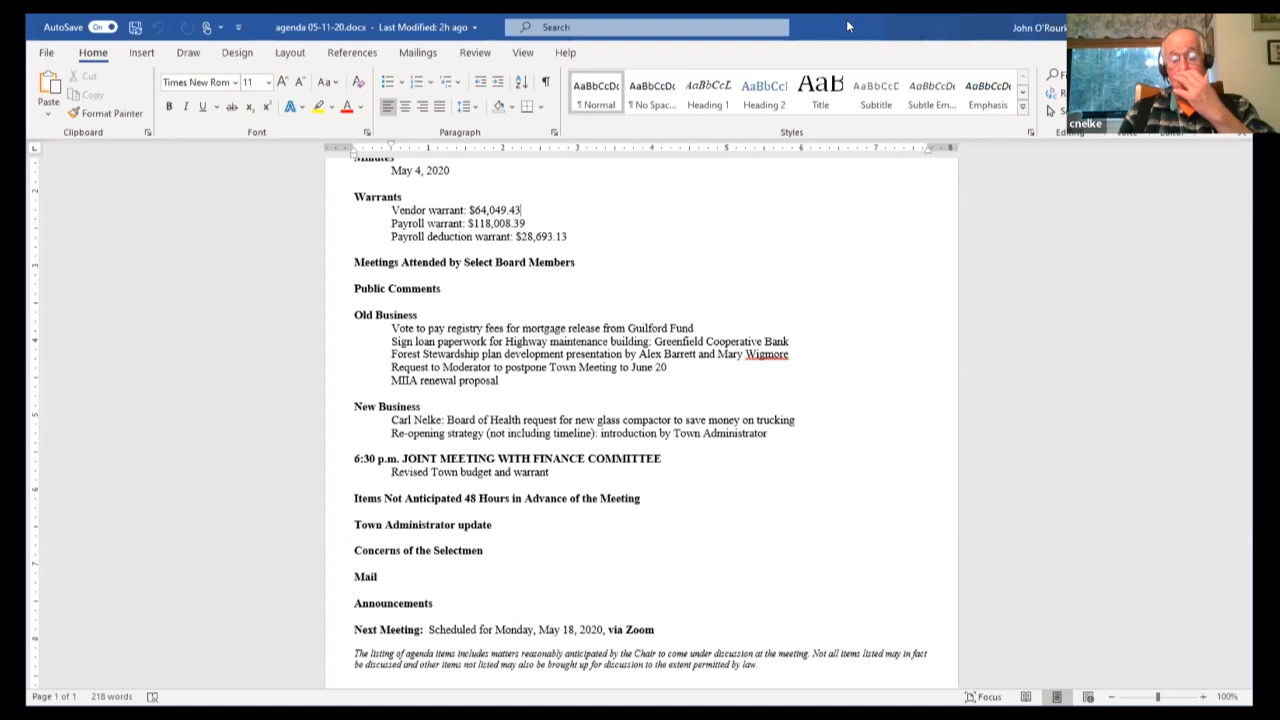 AutoSave On agenda 05-11-20.docx - Last Modified: 2h ago Search John O'Rourk
File Home Insert Draw Design Layout References Mailings Review View Help
Paste Cut Copy Format Painter
Times New Rom 11
AaBbCcDc AaBbCcDc AaBbCcD AaBbCcI AaB AaBbCcD AaBbCcDı AaBbCcDı
¶ Normal ¶ No Spac... Heading 1 Heading 2 Title Subtitle Subtle Em... Emphasis
cnelke
Clipboard Font Paragraph Styles
Minutes
May 4, 2020
Warrants
Vendor warrant: $64,049.43
Payroll warrant: $118,008.39
Payroll deduction warrant: $28,693.13
Meetings Attended by Select Board Members
Public Comments
Old Business
Vote to pay registry fees for mortgage release from Guilford Fund
Sign loan paperwork for Highway maintenance building: Greenfield Cooperative Bank
Forest Stewardship plan development presentation by Alex Barrett and Mary Wigmore
Request to Moderator to postpone Town Meeting to June 20
MIIA renewal proposal
New Business
Carl Nelke: Board of Health request for new glass compactor to save money on trucking
Re-opening strategy (not including timeline): introduction by Town Administrator
6:30 p.m. JOINT MEETING WITH FINANCE COMMITTEE
Revised Town budget and warrant
Items Not Anticipated 48 Hours in Advance of the Meeting
Town Administrator update
Concerns of the Selectmen
Mail
Announcements
Next Meeting: Scheduled for Monday, May 18, 2020, via Zoom
The listing of agenda items includes matters reasonably anticipated by the Chair to come under discussion at the meeting. Not all items listed may in fact
be discussed and other items not listed may also be brought up for discussion to the extent permitted by law.
Page 1 of 1 218 words Focus 100%